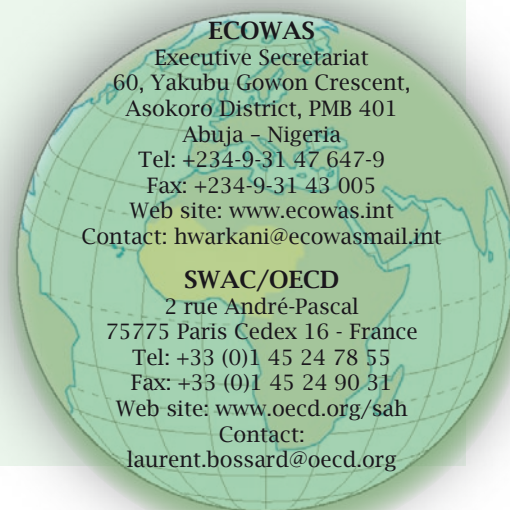 ECOWAS
Executive Secretariat
60, Yakubu Gowon Crescent,
Asokoro District, PMB 401
Abuja – Nigeria
Tel: +234-9-31 47 647-9
Fax: +234-9-31 43 005
Web site: www.ecowas.int
Contact: hwarkani@ecowasmail.int
SWAC/OECD
2 rue André-Pascal
75775 Paris Cedex 16 - France
Tel: +33 (0)1 45 24 78 55
Fax: +33 (0)1 45 24 90 31
Web site: www.oecd.org/sah
Contact:
laurent.bossard@oecd.org